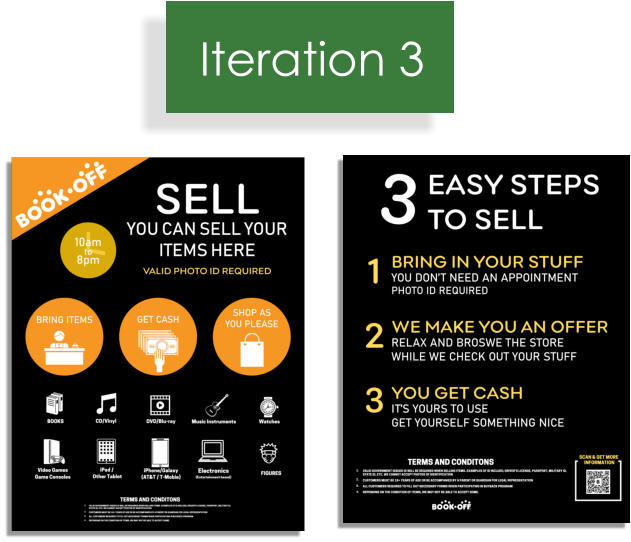 Iteration 3
BOOK·OFF
SELL
YOU CAN SELL YOUR
ITEMS HERE
VALID PHOTO ID REQUIRED
10am
to
8pm
BRING ITEMS
GET CASH
SHOP AS
YOU PLEASE
BOOKS
CD/Vinyl
DVD/Blu-ray
Music Instruments
Watches
Video Games
Game Consoles
iPad /
Other Tablet
iPhone/Galaxy
(AT&T / T-Mobile)
Electronics
(Entertainment based)
FIGURES
TERMS AND CONDITONS
3 EASY STEPS
TO SELL
1 BRING IN YOUR STUFF
YOU DON'T NEED AN APPOINTMENT
PHOTO ID REQUIRED
2 WE MAKE YOU AN OFFER
RELAX AND BROSWE THE STORE
WHILE WE CHECK OUT YOUR STUFF
3 YOU GET CASH
IT'S YOURS TO USE
GET YOURSELF SOMETHING NICE
TERMS AND CONDITONS
SCAN & GET MORE
INFORMATION
BOOK·OFF